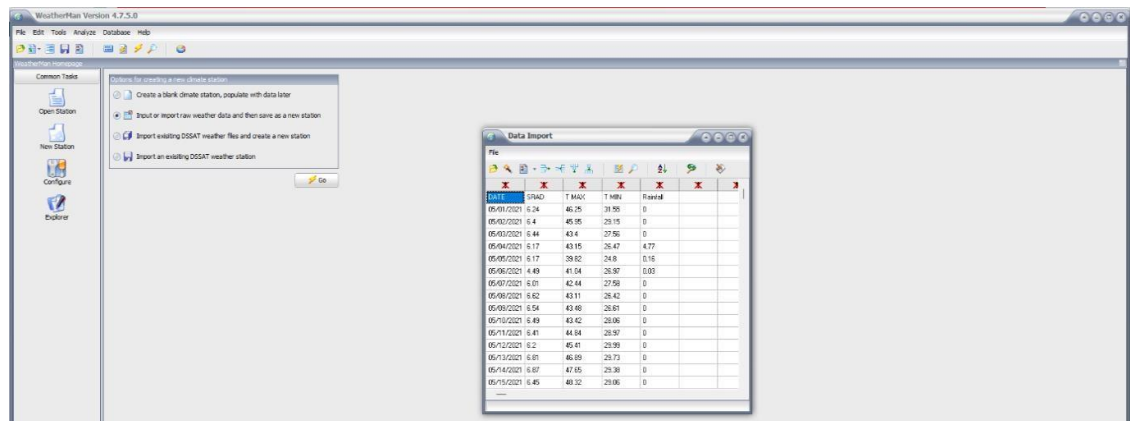 WeatherMan Version 4.7.5.0
File Edit Tools Analyze Database Help
WeatherMan Homepage
Common Tasks
Open Station
New Station
Configure
Explorer
Options for creating a new climate station
Create a blank climate station, populate with data later
Input or import raw weather data and then save as a new station
Import existing DSSAT weather files and create a new station
Import an existing DSSAT weather station
Go
Data Import
File
DATE SRAD T MAX T MIN Rainfall
05/01/2021 6.24 46.25 31.55 0
05/02/2021 6.4 45.95 29.15 0
05/03/2021 6.44 43.4 27.56 0
05/04/2021 6.17 43.15 26.47 4.77
05/05/2021 6.17 39.82 24.8 0.16
05/06/2021 4.49 41.04 26.97 0.03
05/07/2021 6.01 42.44 27.58 0
05/08/2021 6.62 43.11 26.42 0
05/09/2021 6.54 43.48 26.61 0
05/10/2021 6.49 43.42 28.06 0
05/11/2021 6.41 44.84 28.97 0
05/12/2021 6.2 45.41 29.99 0
05/13/2021 6.81 46.89 29.73 0
05/14/2021 6.87 47.65 29.38 0
05/15/2021 6.45 48.32 29.06 0